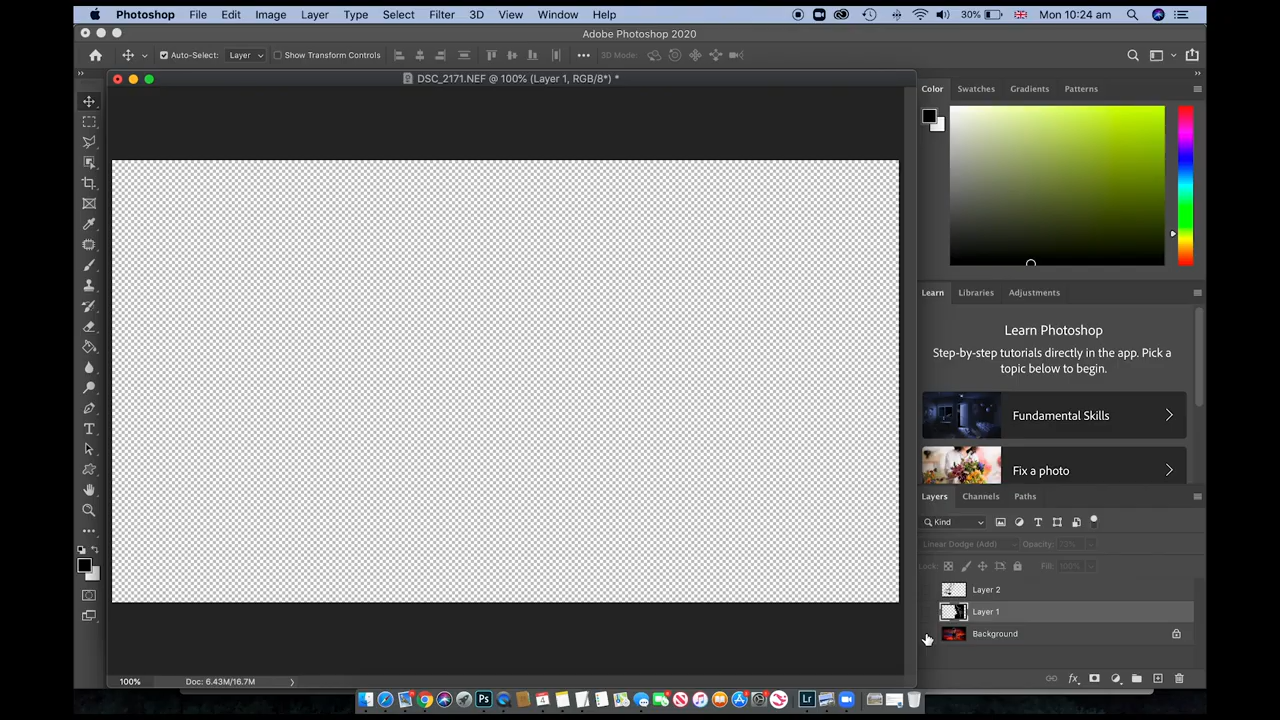 Photoshop File Edit Image Layer Type Select Filter 3D View Window Help 30% Mon 10:24 am
Adobe Photoshop 2020
Auto-Select: Layer Show Transform Controls 3D Mode:
DSC_2171.NEF @ 100% (Layer 1, RGB/8*) *
Color Swatches Gradients Patterns
Learn Libraries Adjustments
Learn Photoshop
Step-by-step tutorials directly in the app. Pick a
topic below to begin.
Fundamental Skills
Fix a photo
Layers Channels Paths
Kind
Linear Dodge (Add) Opacity: 72%
Lock: Fill: 100%
Layer 2
Layer 1
Background
100% Doc: 6.43M/16.7M